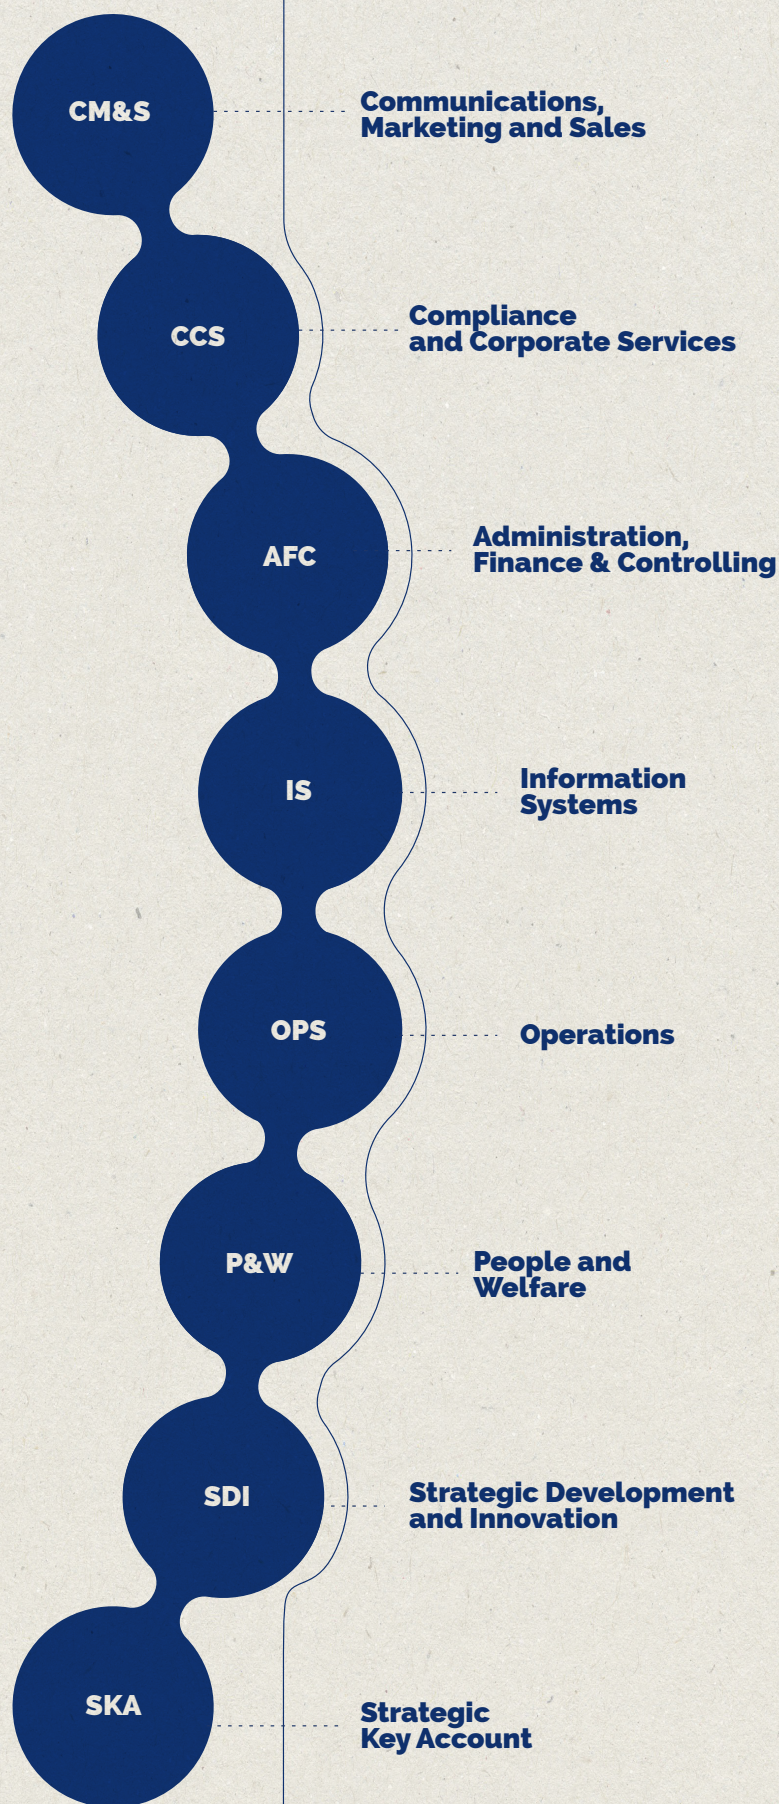 CM&S
Communications,
Marketing and Sales
CCS
Compliance
and Corporate Services
AFC
Administration,
Finance & Controlling
IS
Information
Systems
OPS
Operations
P&W
People and
Welfare
SDI
Strategic Development
and Innovation
SKA
Strategic
Key Account